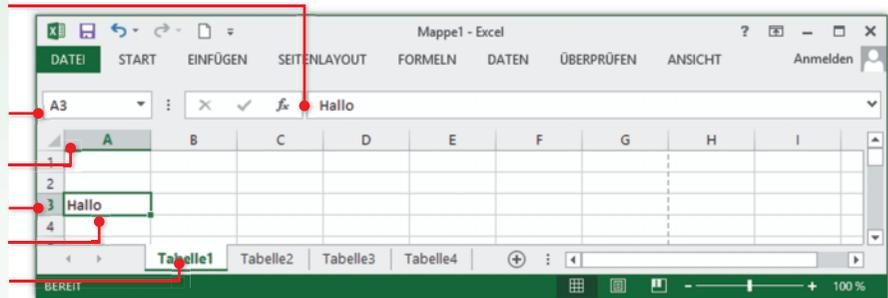 Mappe1 - Excel
?
DATEI START EINFÜGEN SEITENLAYOUT FORMELN DATEN ÜBERPRÜFEN ANSICHT Anmelden
A3 fx Hallo
A B C D E F G H I
1
2
3 Hallo
4
Tabelle1 Tabelle2 Tabelle3 Tabelle4
BEREIT 100 %